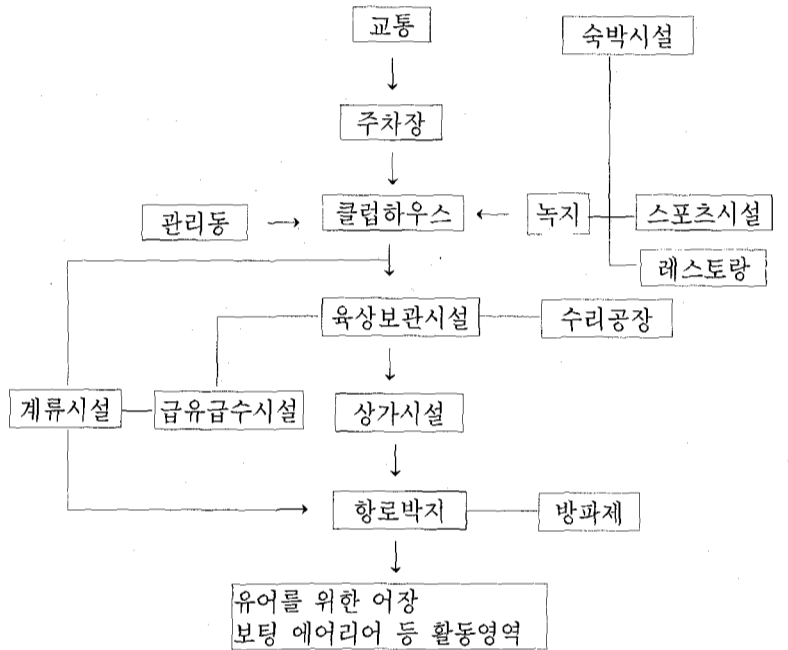 교통
숙박시설
주차장
관리동
클럽하우스
녹지
스포츠시설
레스토랑
육상보관시설
수리공장
계류시설
급유급수시설
상가시설
항로박지
방파제
유어를 위한 어장
보팅 에어리어 등 활동영역